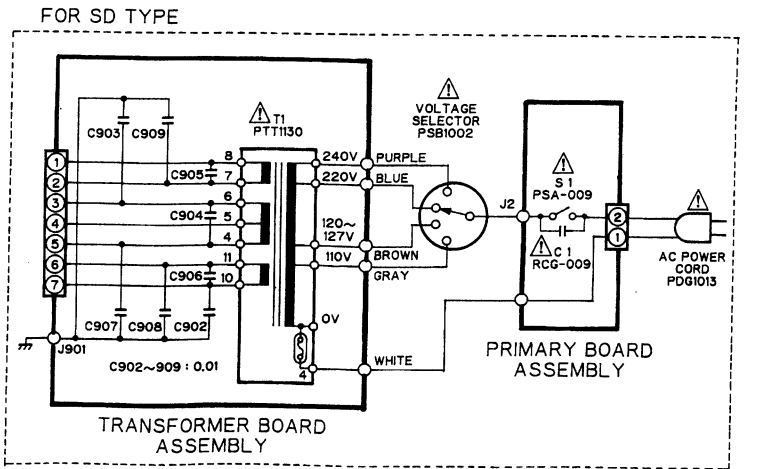 FOR SD TYPE
C903
C909
T1
PTT1130
VOLTAGE
SELECTOR
PSB1002
1
2
3
4
5
6
7
C905
C904
C906
8
7
6
5
4
11
10
240V
PURPLE
220V
BLUE
120~
127V
BROWN
110V
GRAY
0V
4
WHITE
J2
S1
PSA-009
C1
RCG-009
2
1
AC POWER
CORD
PDG1013
C907
C908
C902
J901
C902~909 : 0.01
PRIMARY BOARD
ASSEMBLY
TRANSFORMER BOARD
ASSEMBLY